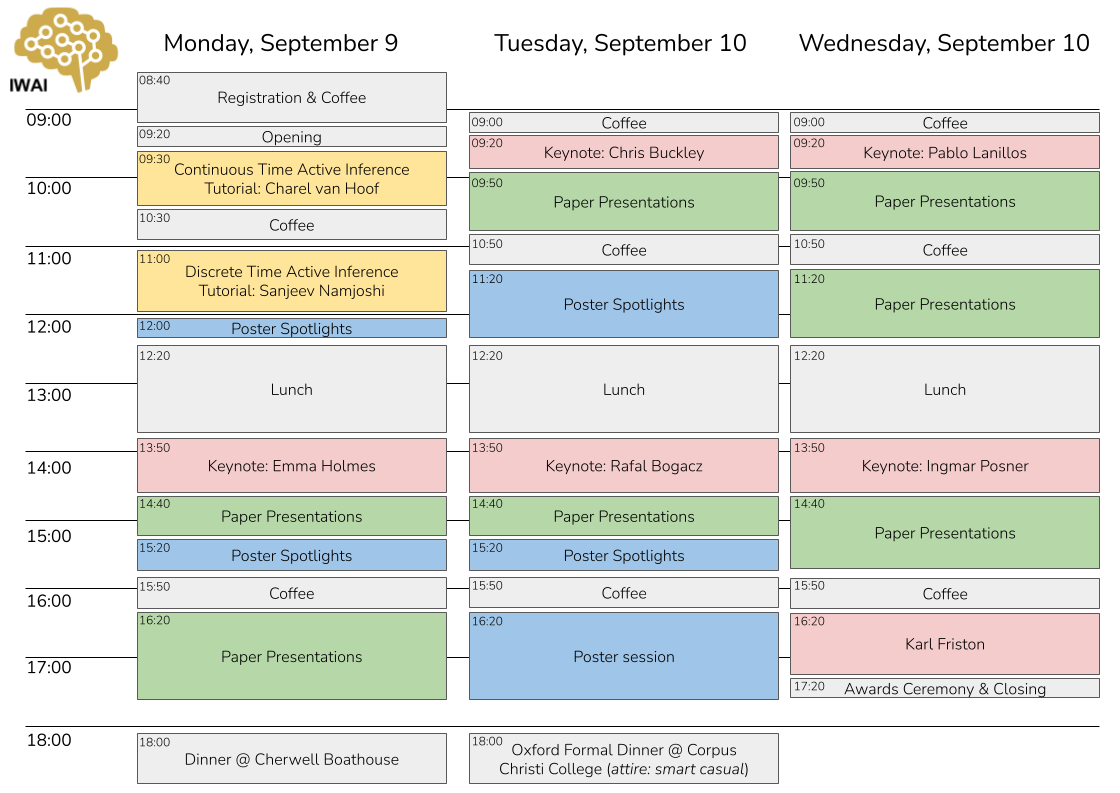 IWAI
Monday, September 9
Tuesday, September 10
Wednesday, September 10
09:00
10:00
11:00
12:00
13:00
14:00
15:00
16:00
17:00
18:00
08:40
Registration & Coffee
09:20
Opening
09:30
Continuous Time Active Inference
Tutorial: Charel van Hoof
10:30
Coffee
11:00
Discrete Time Active Inference
Tutorial: Sanjeev Namjoshi
12:00
Poster Spotlights
12:20
Lunch
13:50
Keynote: Emma Holmes
14:40
Paper Presentations
15:20
Poster Spotlights
15:50
Coffee
16:20
Paper Presentations
18:00
Dinner @ Cherwell Boathouse
09:00
Coffee
09:20
Keynote: Chris Buckley
09:50
Paper Presentations
10:50
Coffee
11:20
Poster Spotlights
12:20
Lunch
13:50
Keynote: Rafal Bogacz
14:40
Paper Presentations
15:20
Poster Spotlights
15:50
Coffee
16:20
Poster session
18:00
Oxford Formal Dinner @ Corpus
Christi College (attire: smart casual)
09:00
Coffee
09:20
Keynote: Pablo Lanillos
09:50
Paper Presentations
10:50
Coffee
11:20
Paper Presentations
12:20
Lunch
13:50
Keynote: Ingmar Posner
14:40
Paper Presentations
15:50
Coffee
16:20
Karl Friston
17:20
Awards Ceremony & Closing